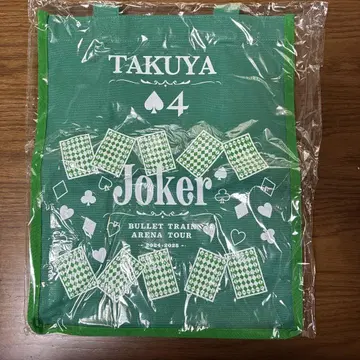 TAKUYA
♠4
Joker
BULLET TRAIN
ARENA TOUR
-2024-2025-